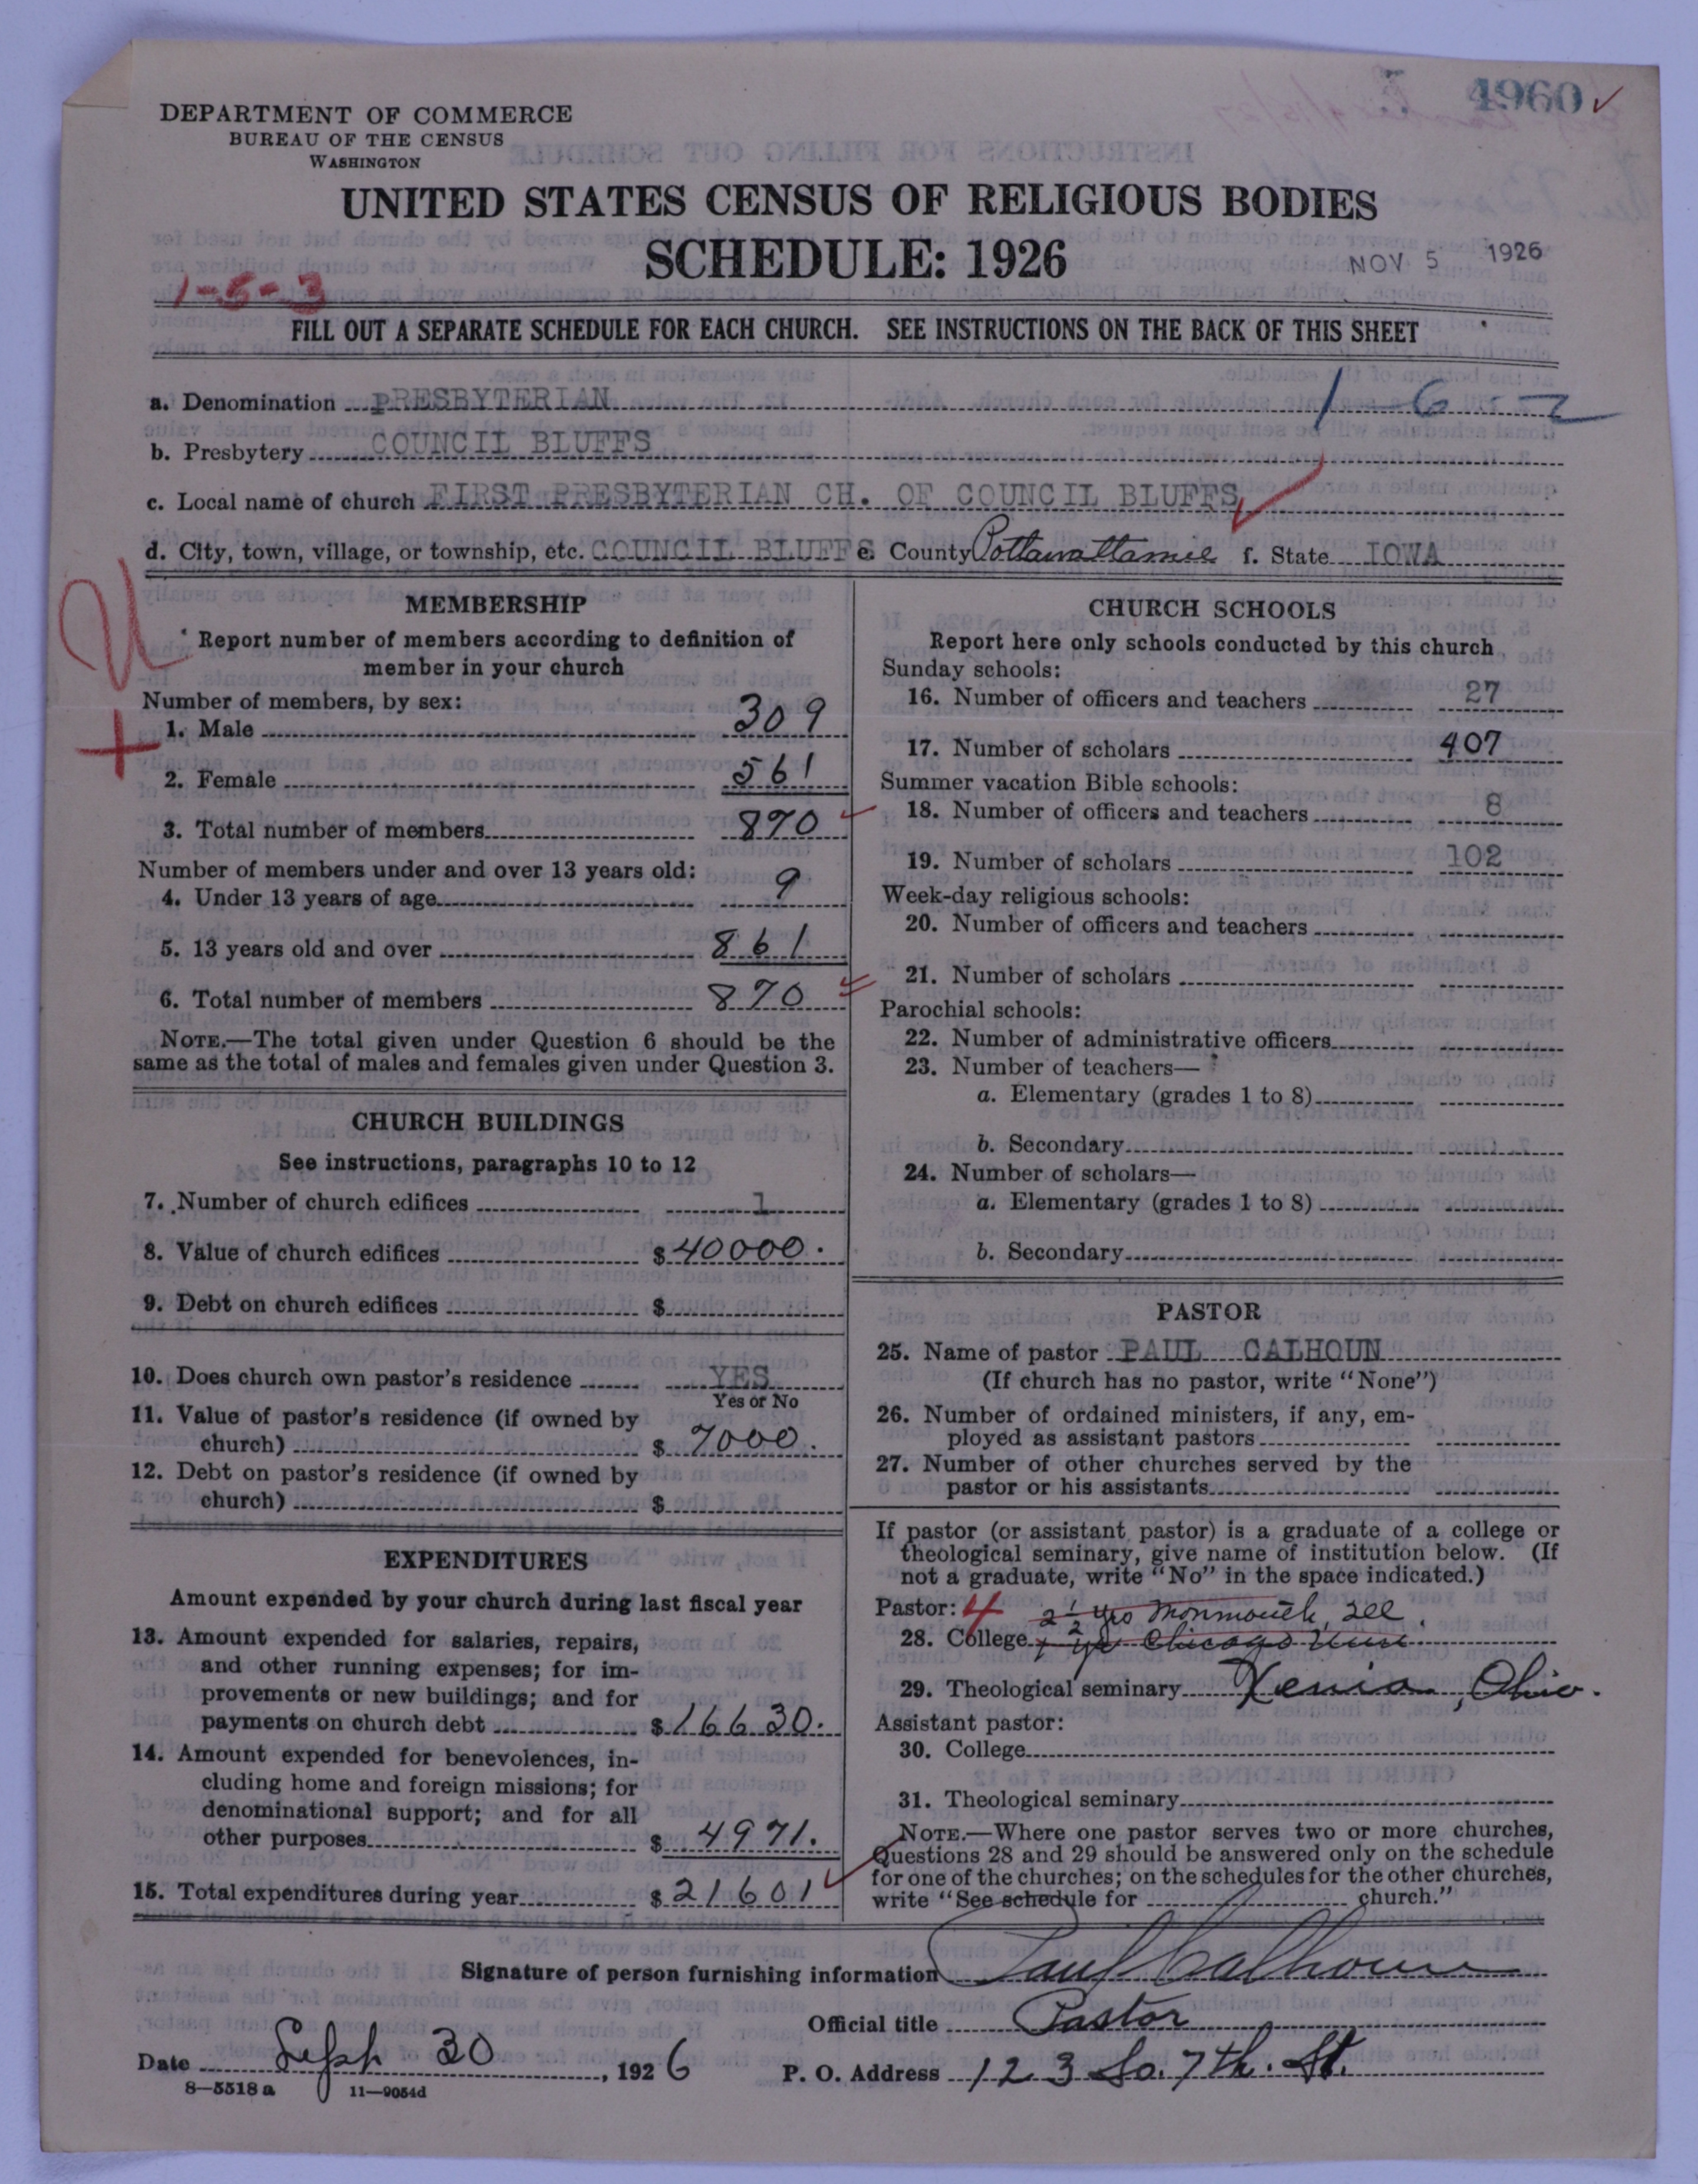 4960
DEPARTMENT OF COMMERCE
BUREAU OF THE CENSUS
WASHINGTON
UNITED STATES CENSUS OF RELIGIOUS BODIES
SCHEDULE: 1926
NOV 5 1926
1-5-3
FILL OUT A SEPARATE SCHEDULE FOR EACH CHURCH. SEE INSTRUCTIONS ON THE BACK OF THIS SHEET
a. Denomination PRESBYTERIAN
1-6-2
b. Presbytery COUNCIL BLUFFS
c. Local name of church FIRST PRESBYTERIAN CH. OF COUNCIL BLUFFS
d. City, town, village, or township, etc. COUNCIL BLUFFS e. County Pottawattamie f. State IOWA
MEMBERSHIP
Report number of members according to definition of
member in your church
Number of members, by sex:
1. Male 309
2. Female 561
3. Total number of members 870
Number of members under and over 13 years old:
4. Under 13 years of age 9
5. 13 years old and over 861
6. Total number of members 870
NOTE.—The total given under Question 6 should be the
same as the total of males and females given under Question 3.
CHURCH BUILDINGS
See instructions, paragraphs 10 to 12
7. Number of church edifices 1
8. Value of church edifices $ 40000.
9. Debt on church edifices $
10. Does church own pastor's residence YES
Yes or No
11. Value of pastor's residence (if owned by
church) $ 7000.
12. Debt on pastor's residence (if owned by
church) $
EXPENDITURES
Amount expended by your church during last fiscal year
13. Amount expended for salaries, repairs,
and other running expenses; for im-
provements or new buildings; and for
payments on church debt $ 16630.
14. Amount expended for benevolences, in-
cluding home and foreign missions; for
denominational support; and for all
other purposes $ 4971.
15. Total expenditures during year $ 21601
CHURCH SCHOOLS
Report here only schools conducted by this church
Sunday schools:
16. Number of officers and teachers 27
17. Number of scholars 407
Summer vacation Bible schools:
18. Number of officers and teachers 8
19. Number of scholars 102
Week-day religious schools:
20. Number of officers and teachers
21. Number of scholars
Parochial schools:
22. Number of administrative officers
23. Number of teachers—
a. Elementary (grades 1 to 8)
b. Secondary
24. Number of scholars—
a. Elementary (grades 1 to 8)
b. Secondary
PASTOR
25. Name of pastor PAUL CALHOUN
(If church has no pastor, write "None")
26. Number of ordained ministers, if any, em-
ployed as assistant pastors
27. Number of other churches served by the
pastor or his assistants
If pastor (or assistant pastor) is a graduate of a college or
theological seminary, give name of institution below. (If
not a graduate, write "No" in the space indicated.)
Pastor: 4 2½ yrs Monmouth, Ill.
28. College Chicago Univ.
29. Theological seminary Xenia, Ohio.
Assistant pastor:
30. College
31. Theological seminary
NOTE.—Where one pastor serves two or more churches,
Questions 28 and 29 should be answered only on the schedule
for one of the churches; on the schedules for the other churches,
write "See schedule for church."
Signature of person furnishing information Paul Calhoun
Official title Pastor
Date Sept 30, 1926
P. O. Address 123 So. 7th. St.
8—5518 a 11—9054d